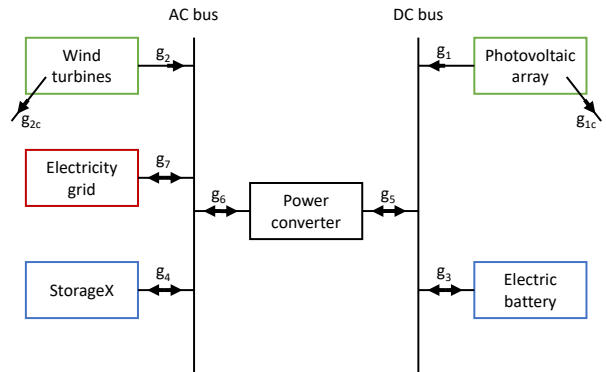 AC bus
DC bus
Wind
turbines
g2
g1
Photovoltaic
array
g2c
g1c
Electricity
grid
g7
g6
Power
converter
g5
StorageX
g4
g3
Electric
battery